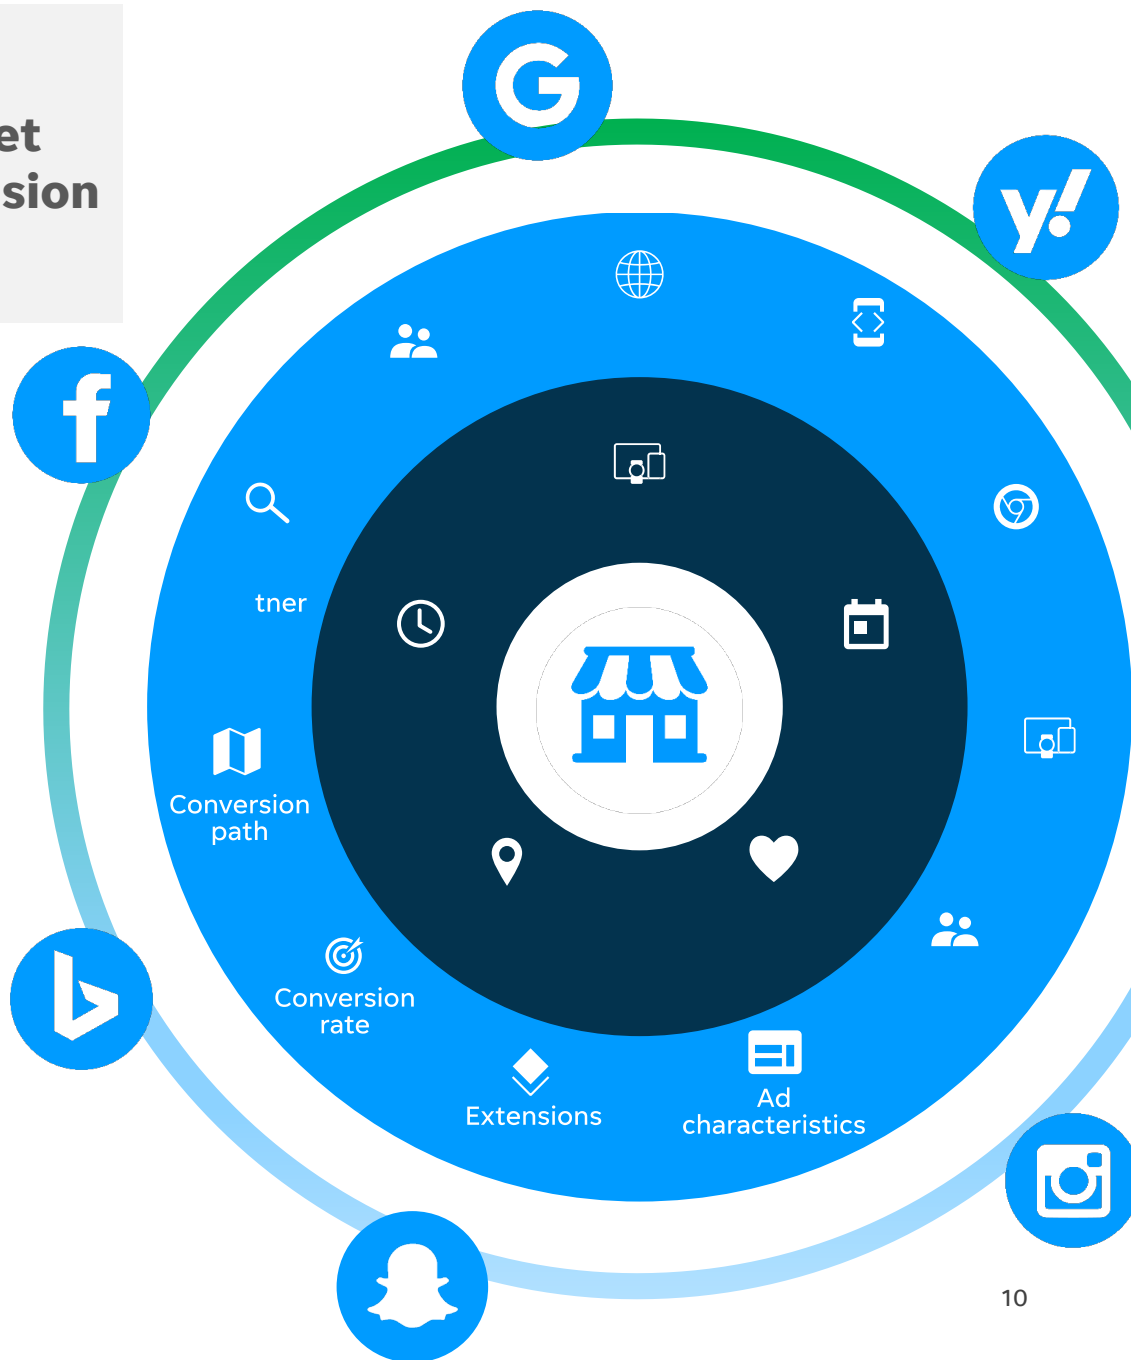 et
sion
tner
Conversion
path
Conversion
rate
Extensions
Ad
characteristics
10